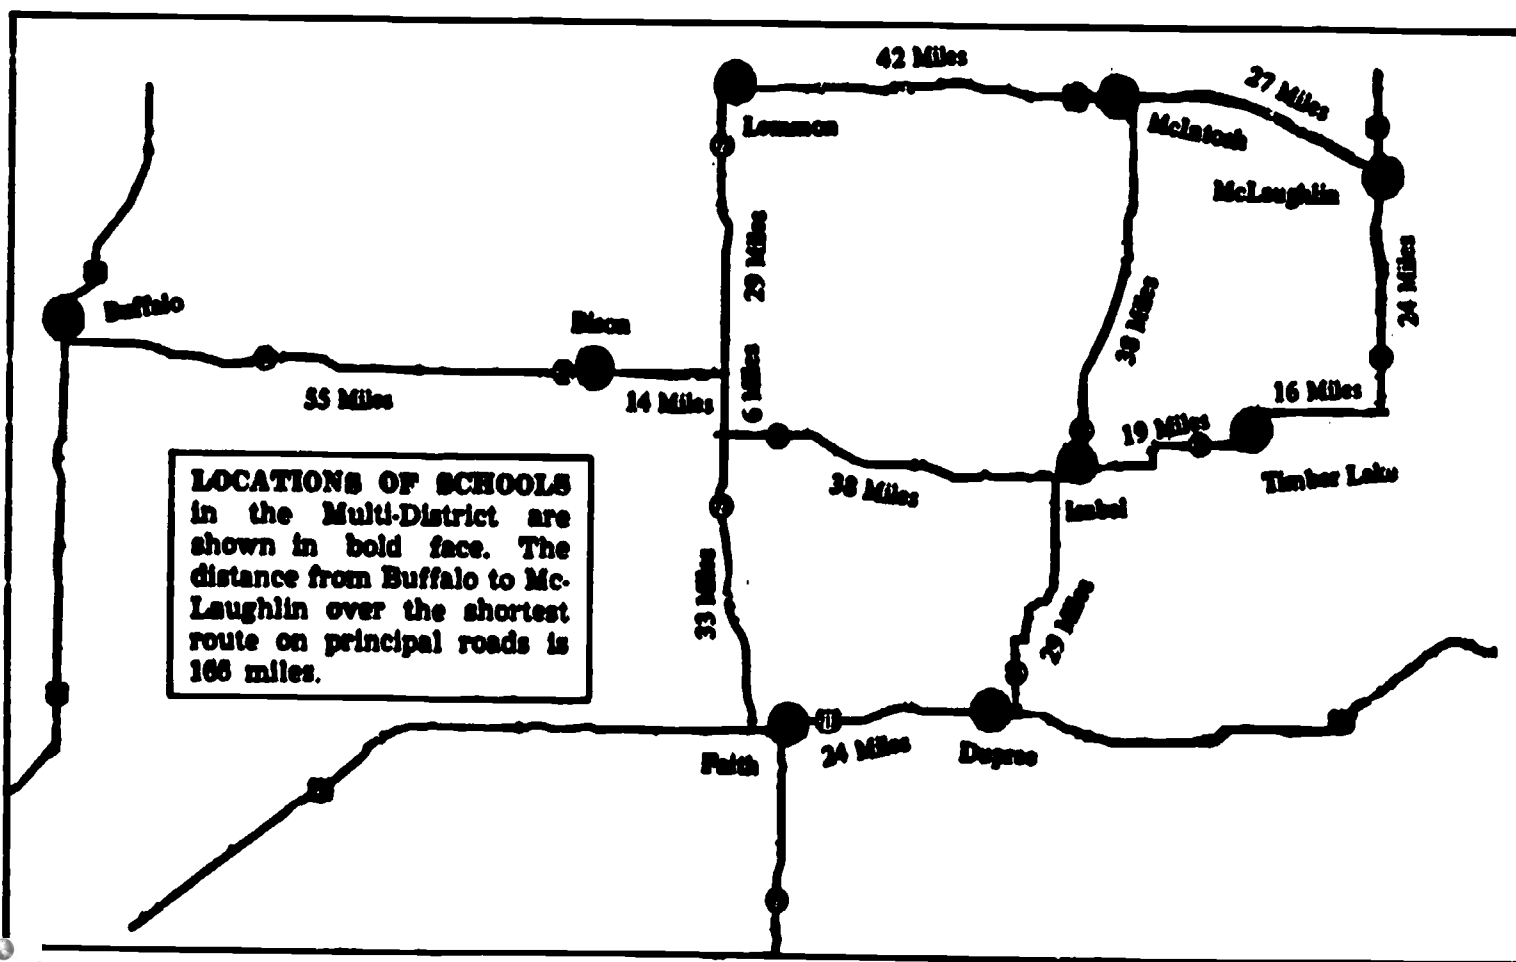 42 Miles
27 Miles
Lemmon
McIntosh
McLaughlin
29 Miles
24 Miles
38 Miles
Buffalo
Bison
6 Miles
55 Miles
14 Miles
16 Miles
19 Miles
38 Miles
Timber Lake
Isabel
LOCATIONS OF SCHOOLS
in the Multi-District are
shown in bold face. The
distance from Buffalo to Mc-
Laughlin over the shortest
route on principal roads is
166 miles.
33 Miles
29 Miles
Faith
24 Miles
Dupree